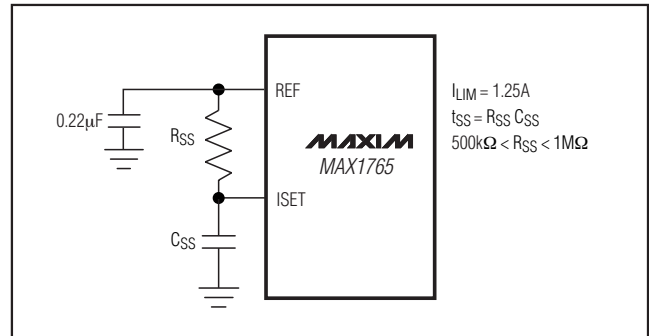 REF
0.22µF
RSS
MAXIM
MAX1765
ISET
CSS
ILIM = 1.25A
tSS = RSS CSS
500kΩ < RSS < 1MΩ